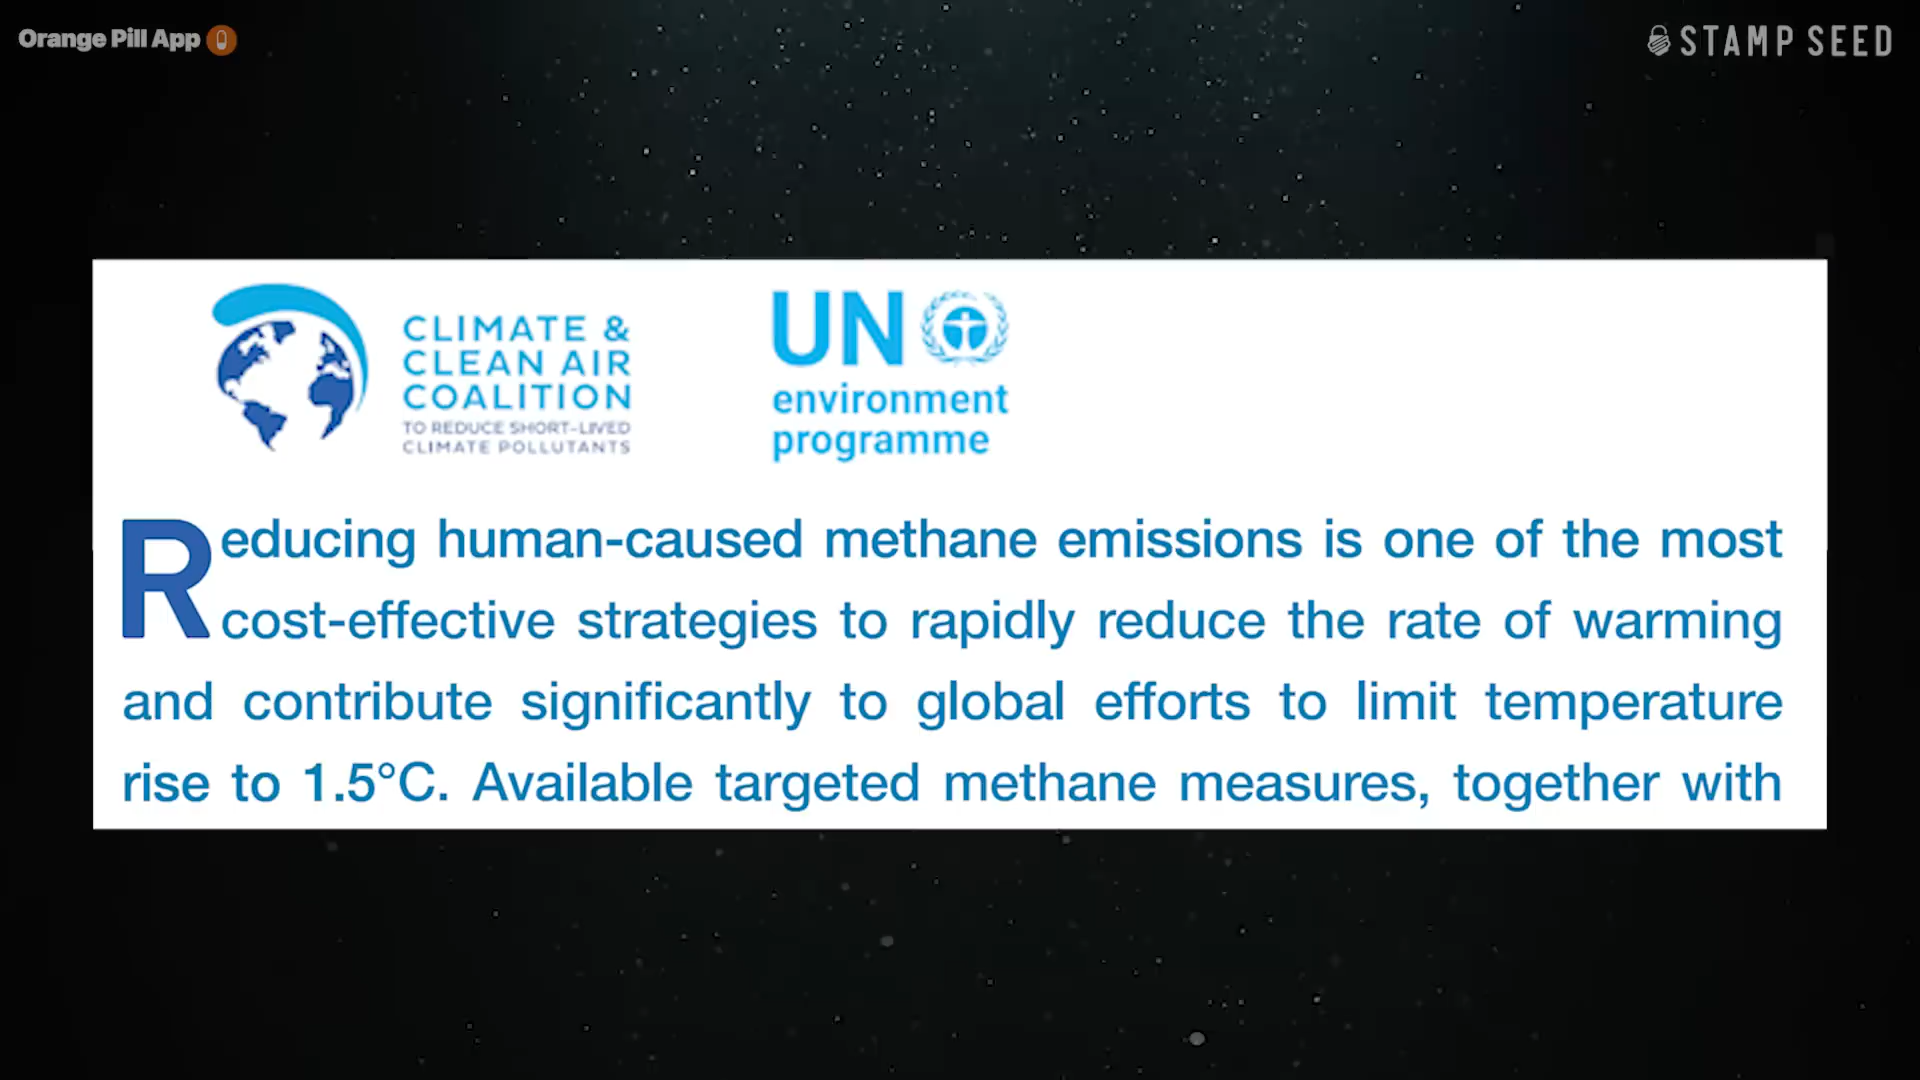 Orange Pill App
STAMP SEED
CLIMATE &
CLEAN AIR
COALITION
TO REDUCE SHORT-LIVED
CLIMATE POLLUTANTS
UN
environment
programme
Reducing human-caused methane emissions is one of the most
cost-effective strategies to rapidly reduce the rate of warming
and contribute significantly to global efforts to limit temperature
rise to 1.5°C. Available targeted methane measures, together with